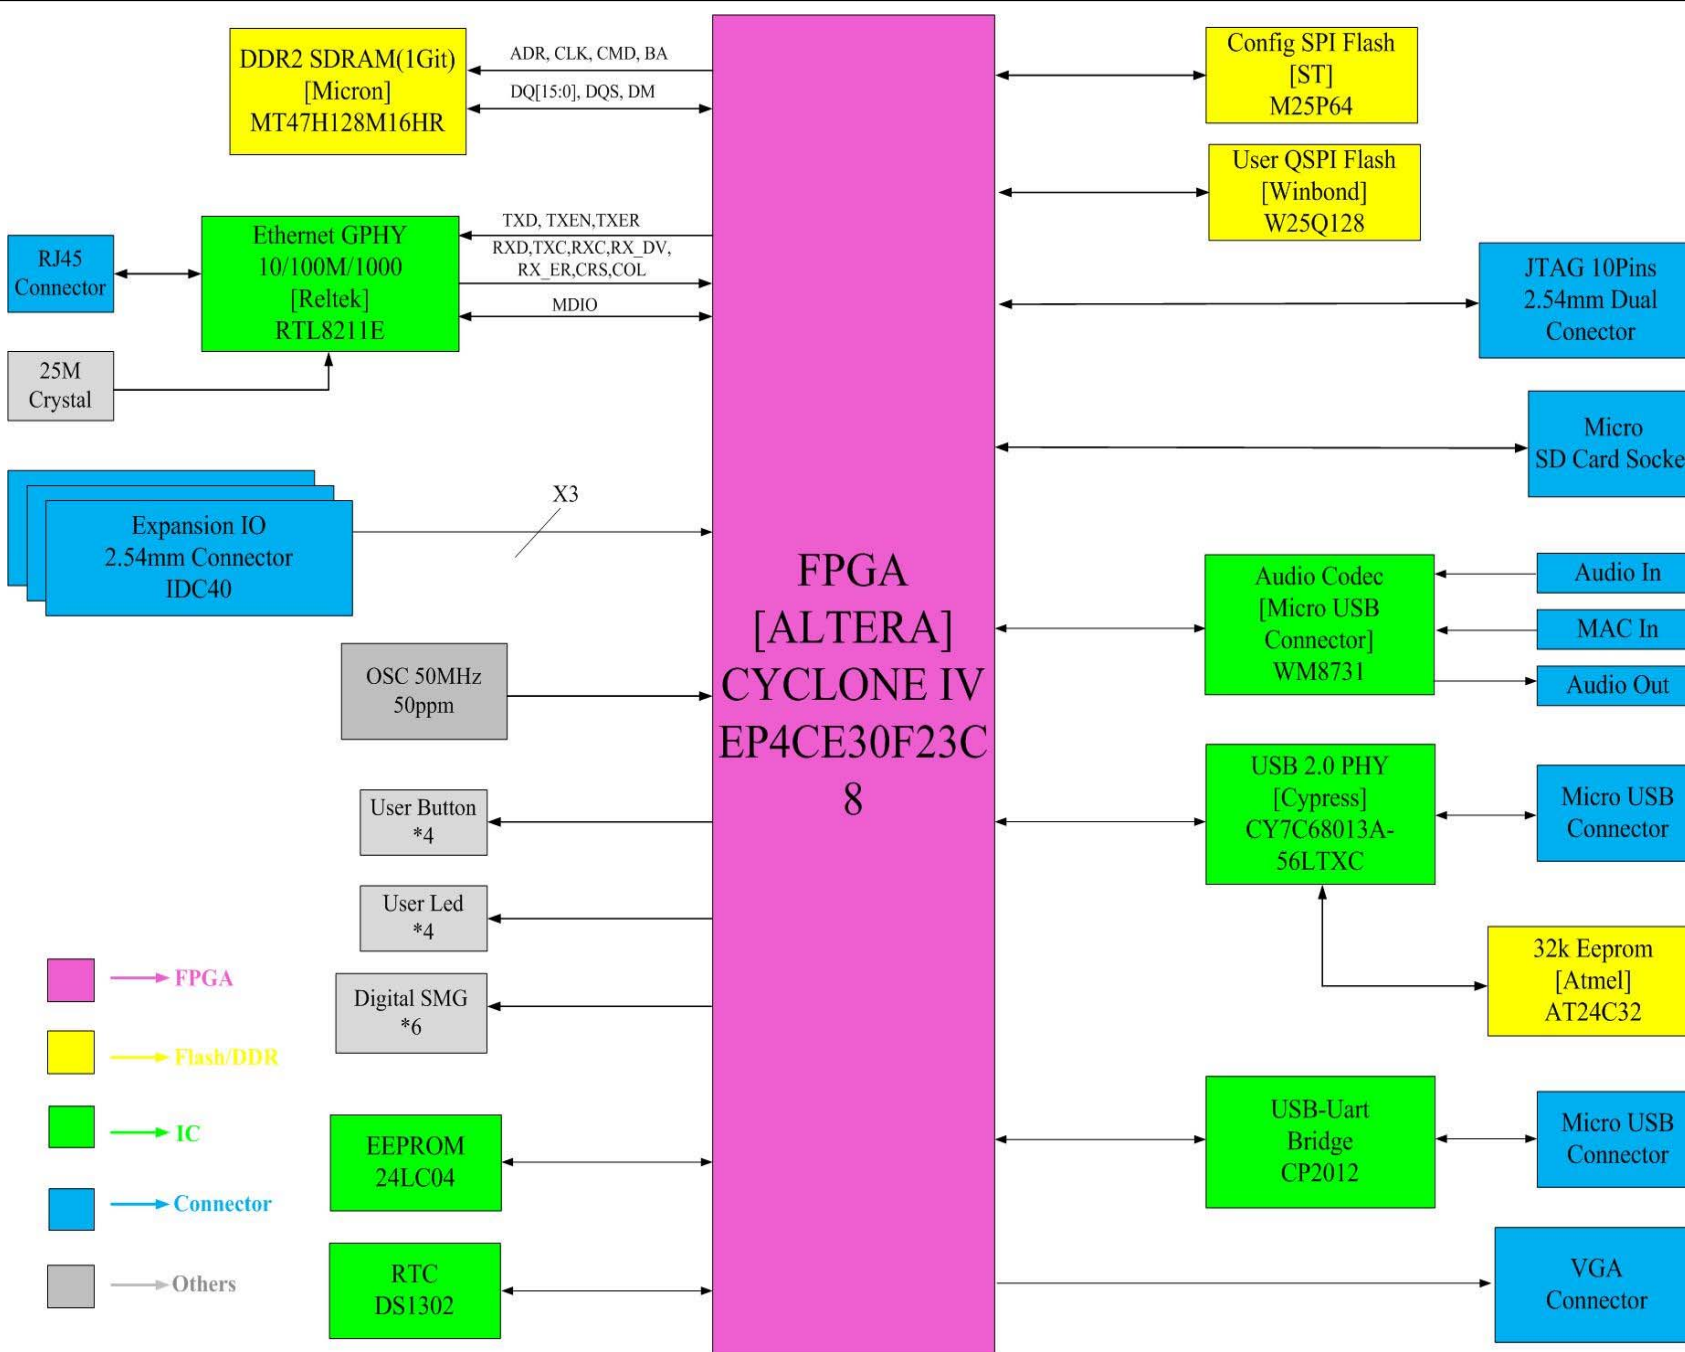 DDR2 SDRAM(1Git)
[Micron]
MT47H128M16HR
ADR, CLK, CMD, BA
DQ[15:0], DQS, DM
RJ45
Connector
Ethernet GPHY
10/100M/1000
[Reltek]
RTL8211E
TXD, TXEN,TXER
RXD,TXC,RXC,RX_DV,
RX_ER,CRS,COL
MDIO
25M
Crystal
Expansion IO
2.54mm Connector
IDC40
X3
OSC 50MHz
50ppm
User Button
*4
User Led
*4
Digital SMG
*6
EEPROM
24LC04
RTC
DS1302
FPGA
Flash/DDR
IC
Connector
Others
FPGA
[ALTERA]
CYCLONE IV
EP4CE30F23C
8
Config SPI Flash
[ST]
M25P64
User QSPI Flash
[Winbond]
W25Q128
JTAG 10Pins
2.54mm Dual
Conector
Micro
SD Card Socke
Audio Codec
[Micro USB
Connector]
WM8731
Audio In
MAC In
Audio Out
USB 2.0 PHY
[Cypress]
CY7C68013A-
56LTXC
Micro USB
Connector
32k Eeprom
[Atmel]
AT24C32
USB-Uart
Bridge
CP2012
Micro USB
Connector
VGA
Connector